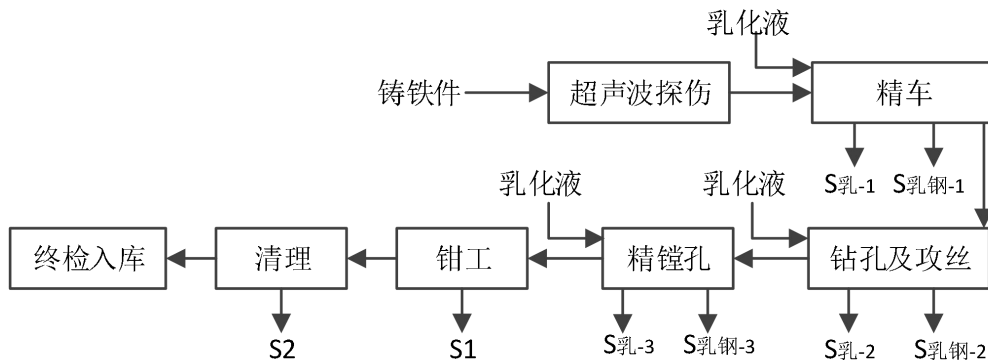 乳化液
铸铁件
超声波探伤
精车
S乳-1
S乳钢-1
乳化液
乳化液
终检入库
清理
钳工
精镗孔
钻孔及攻丝
S2
S1
S乳-3
S乳钢-3
S乳-2
S乳钢-2